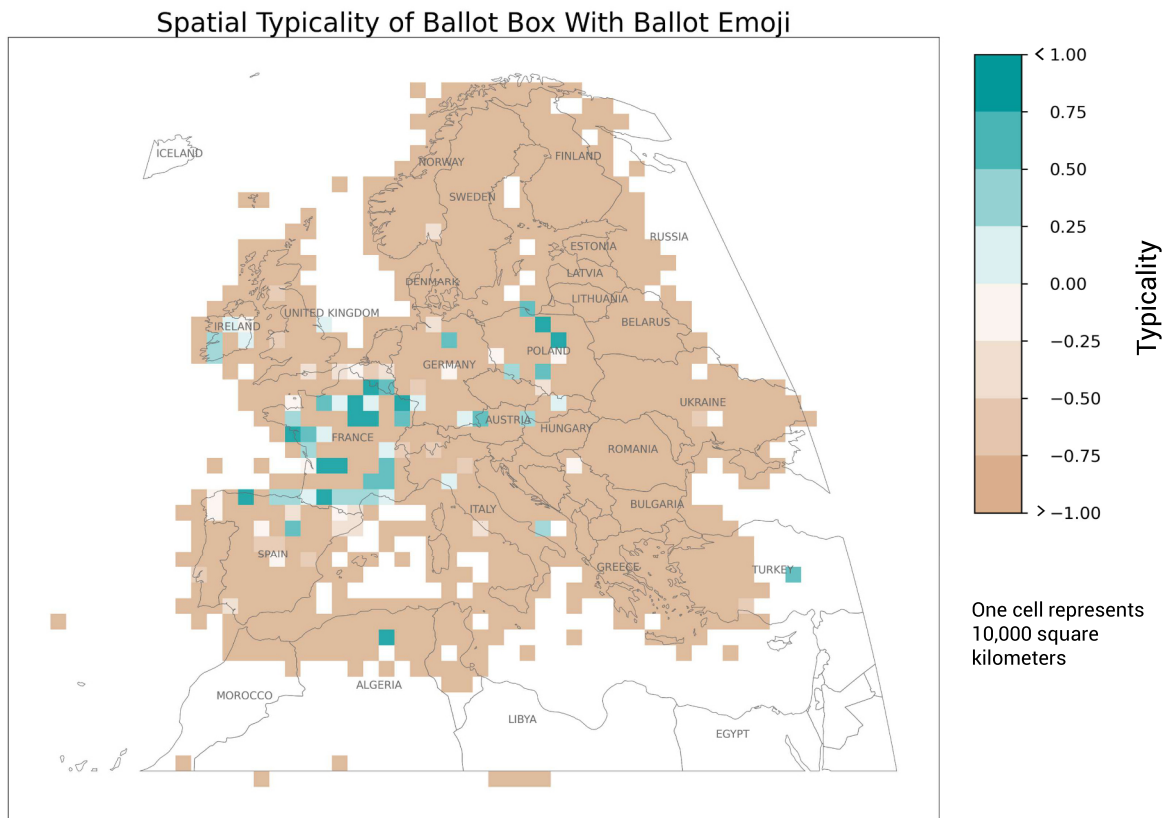 Spatial Typicality of Ballot Box With Ballot Emoji
ICELAND
NORWAY
FINLAND
SWEDEN
RUSSIA
ESTONIA
LATVIA
DENMARK
LITHUANIA
UNITED KINGDOM
BELARUS
IRELAND
POLAND
GERMANY
UKRAINE
AUSTRIA
HUNGARY
FRANCE
ROMANIA
BULGARIA
ITALY
SPAIN
GREECE
TURKEY
MOROCCO
ALGERIA
LIBYA
EGYPT
< 1.00
0.75
0.50
0.25
0.00
−0.25
−0.50
−0.75
> −1.00
Typicality
One cell represents
10,000 square
kilometers